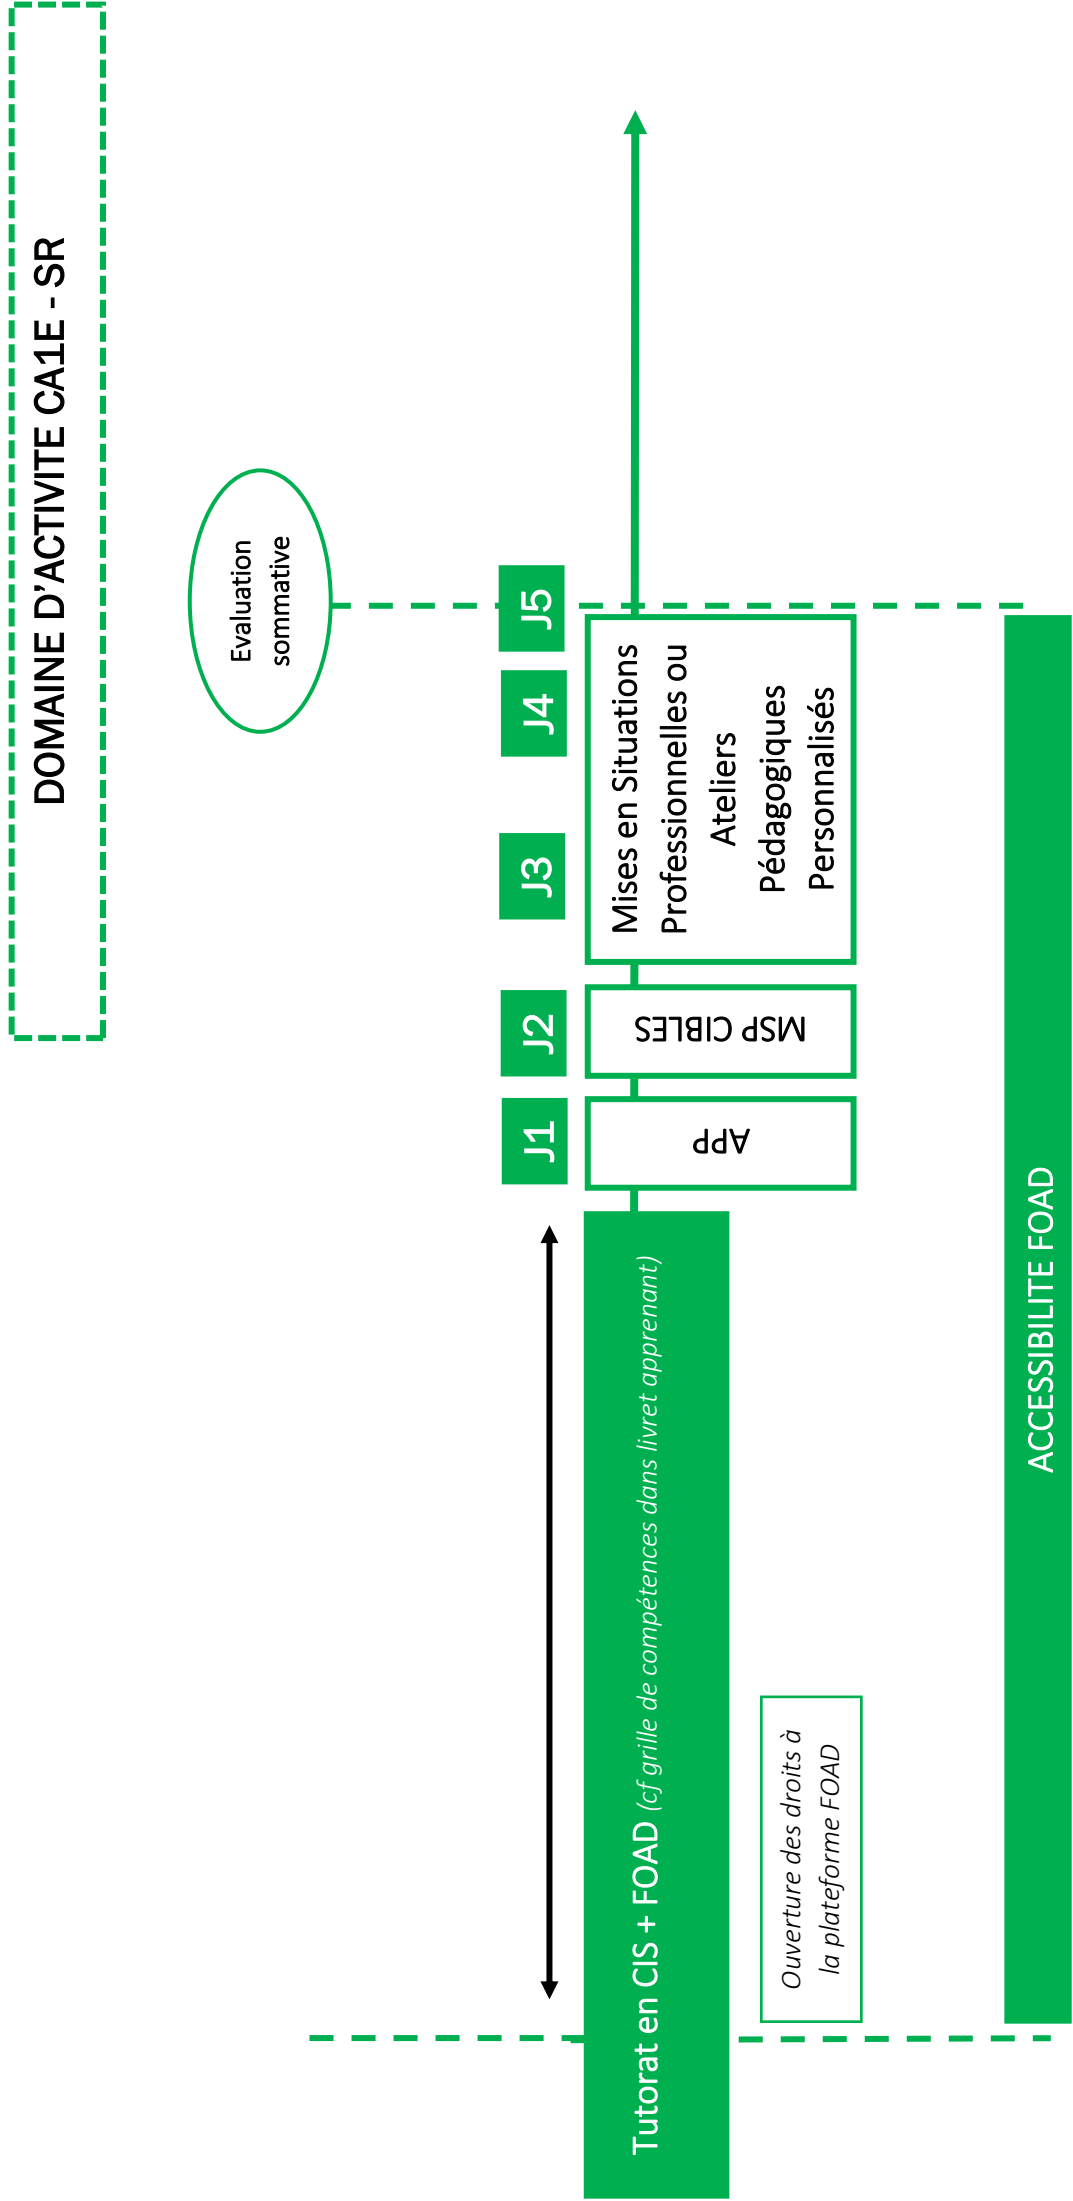 DOMAINE D'ACTIVITE CA1E - SR
Evaluation
sommative
J1
J2
J3
J4
J5
Tutorat en CIS + FOAD (cf grille de compétences dans livret apprenant)
APP
MSP CIBLES
Mises en Situations
Professionnelles ou
Ateliers
Pédagogiques
Personnalisés
Ouverture des droits à
la plateforme FOAD
ACCESSIBILITE FOAD